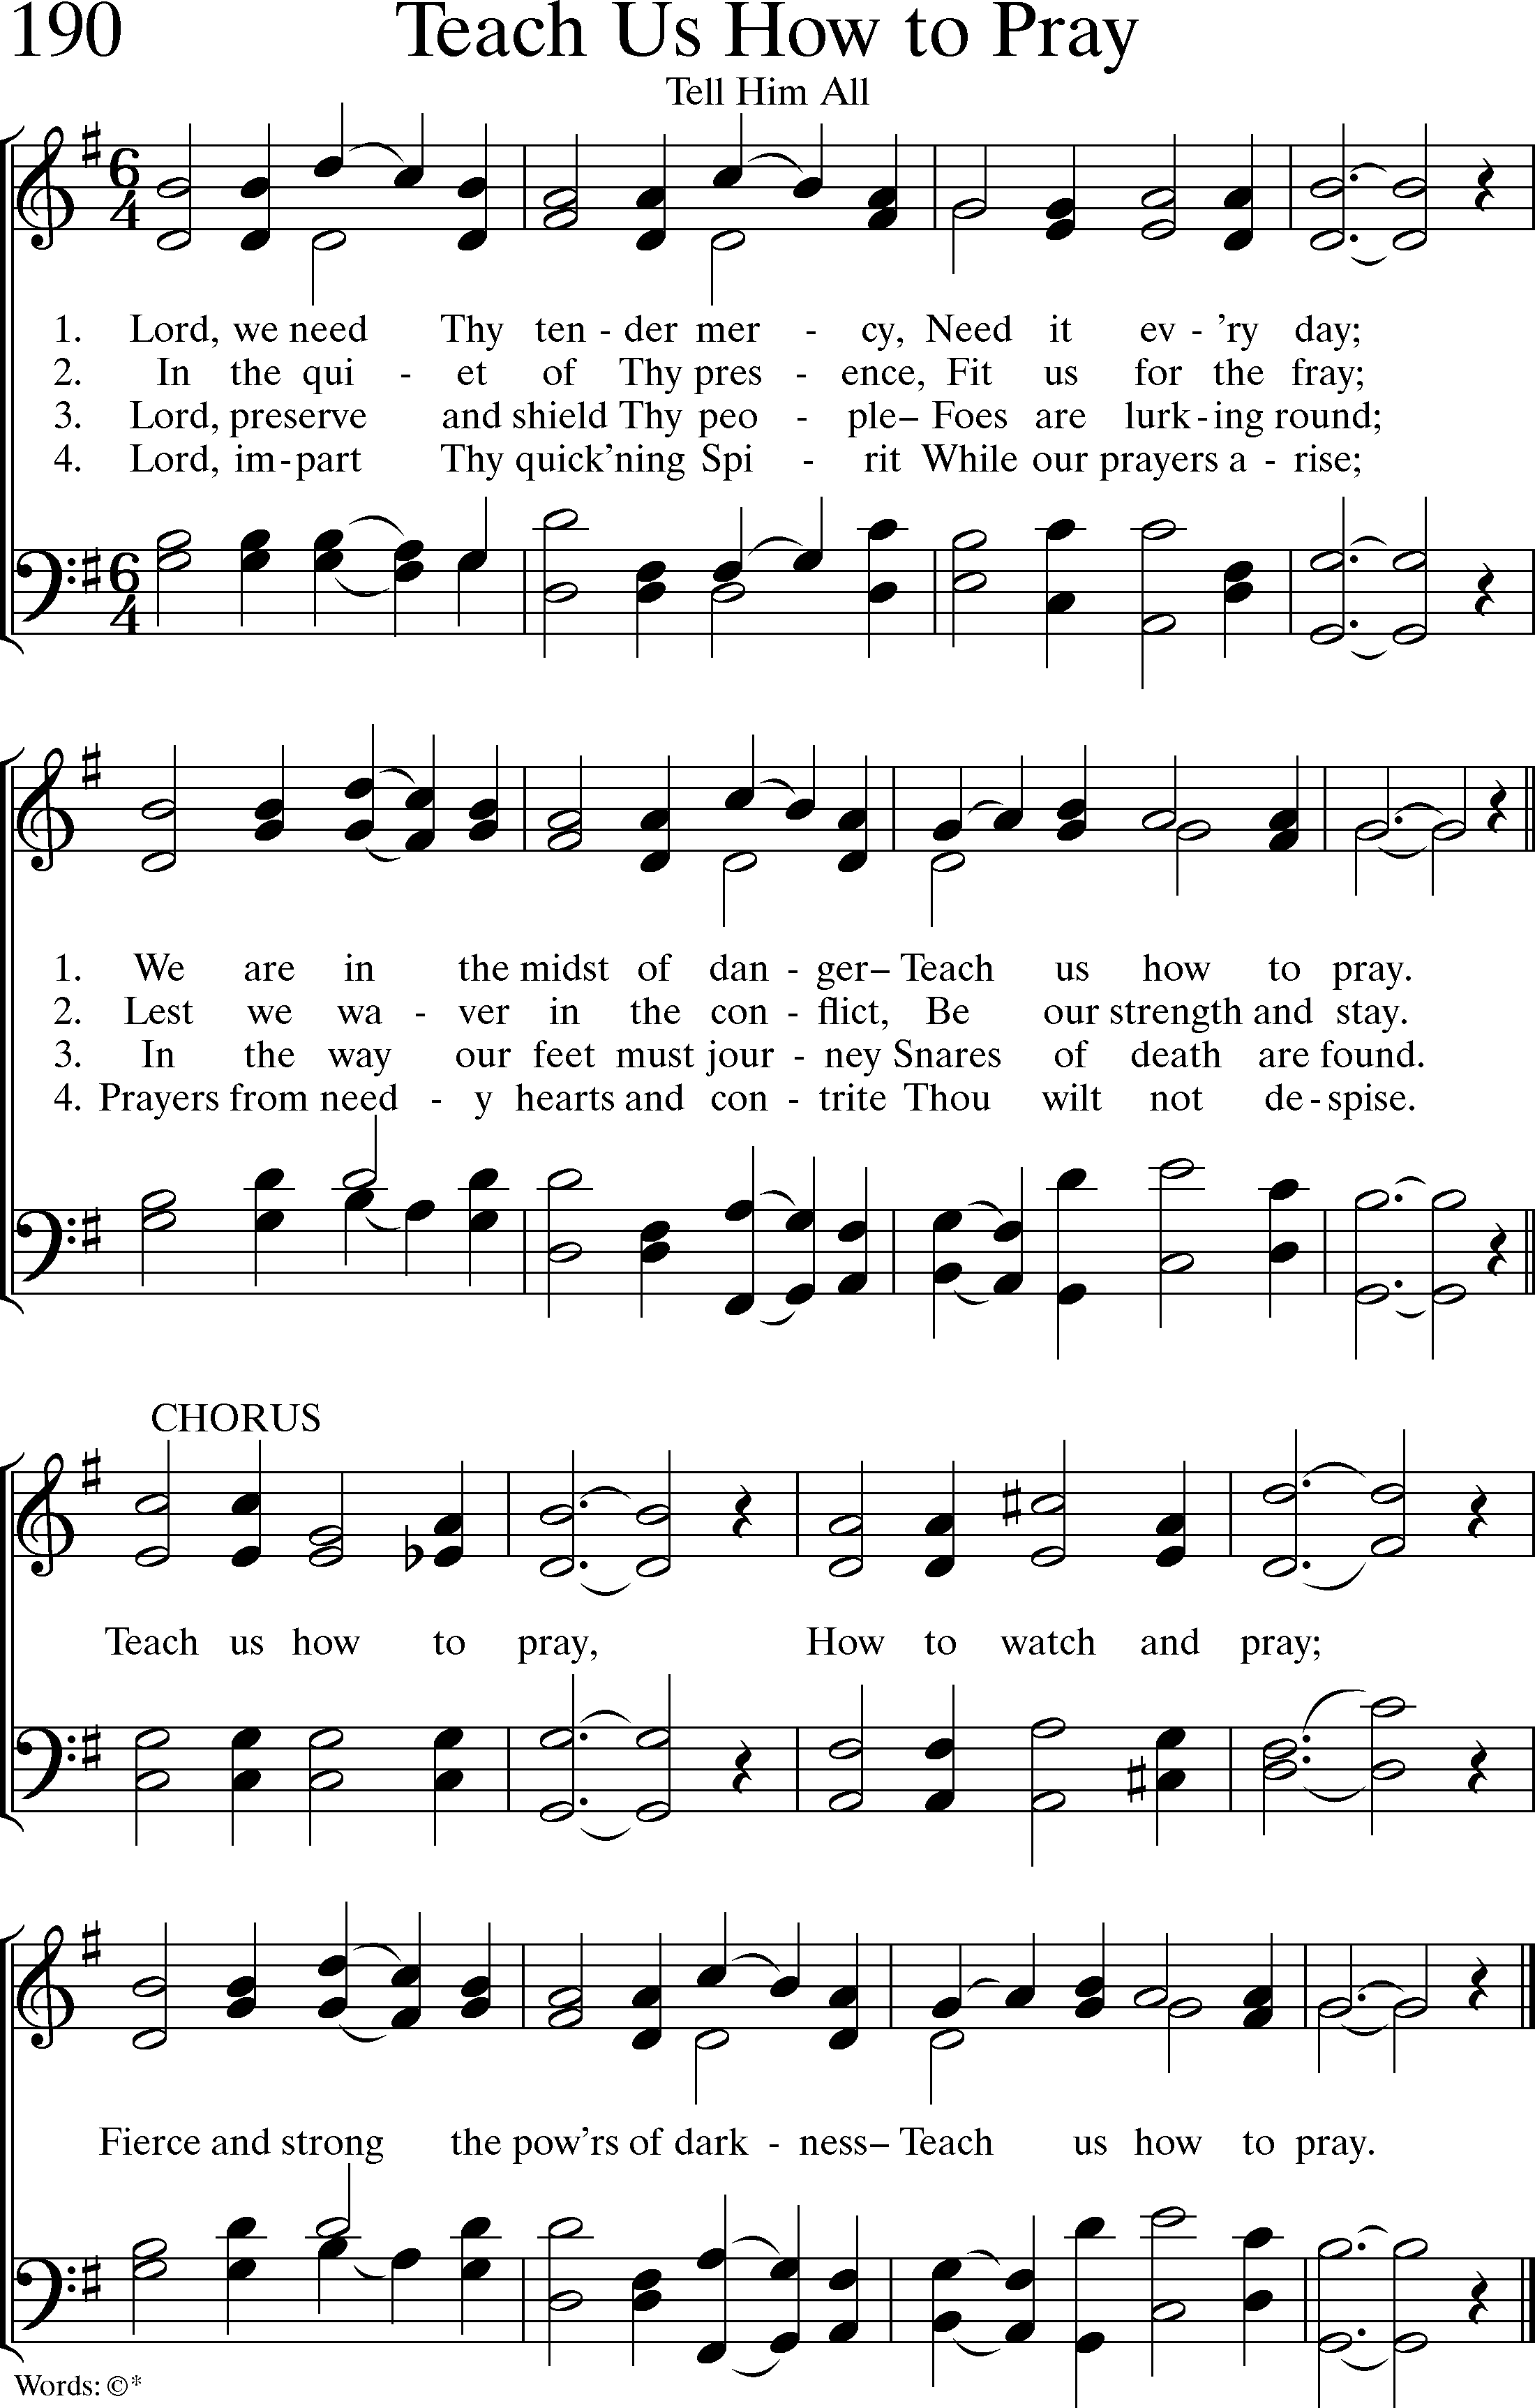 190 Teach Us How to Pray
Tell Him All
6 4
1. Lord, we need Thy ten - der mer - cy, Need it ev - 'ry day;
2. In the qui - et of Thy pres - ence, Fit us for the fray;
3. Lord, preserve and shield Thy peo - ple– Foes are lurk - ing round;
4. Lord, im - part Thy quick'ning Spi - rit While our prayers a - rise;
6 4
1. We are in the midst of dan - ger– Teach us how to pray.
2. Lest we wa - ver in the con - flict, Be our strength and stay.
3. In the way our feet must jour - ney Snares of death are found.
4. Prayers from need - y hearts and con - trite Thou wilt not de - spise.
CHORUS
Teach us how to pray, How to watch and pray;
Fierce and strong the pow'rs of dark - ness– Teach us how to pray.
Words: ©*